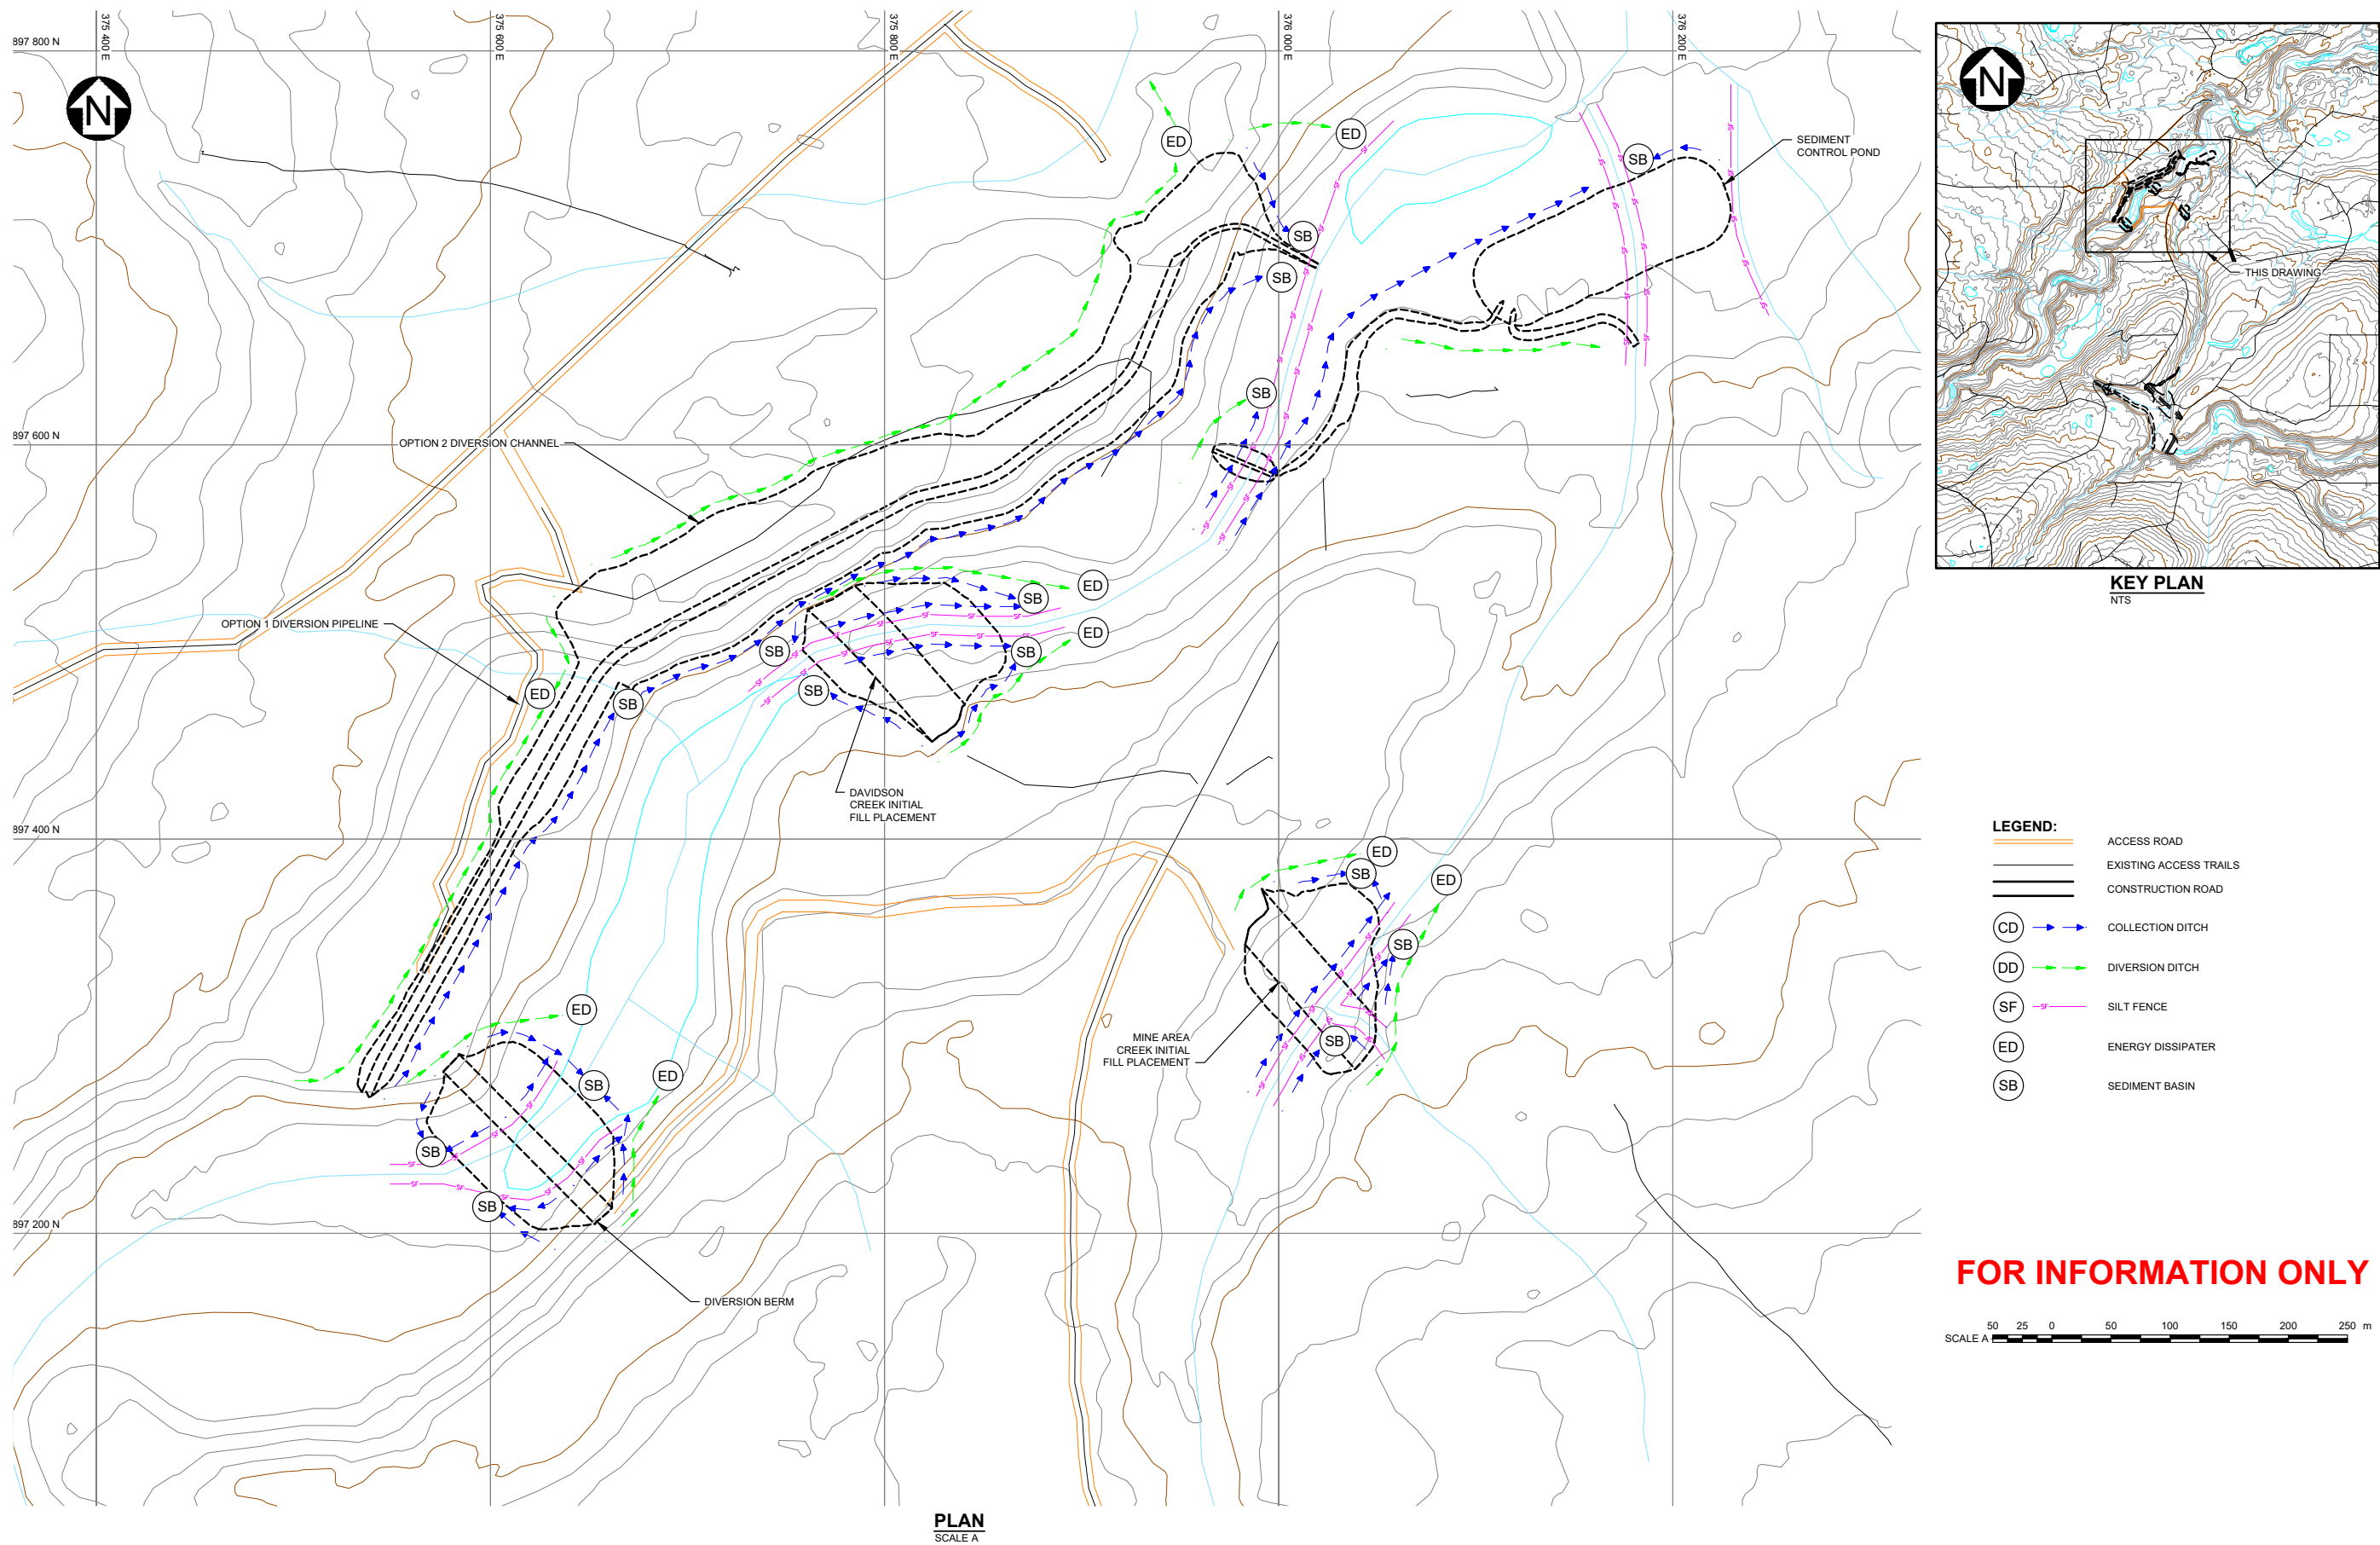 375 400 E
375 600 E
375 800 E
376 000 E
376 200 E
897 800 N
N
ED
ED
SB
SEDIMENT
CONTROL POND
SB
SB
SB
897 600 N
OPTION 2 DIVERSION CHANNEL
ED
SB
OPTION 1 DIVERSION PIPELINE
ED
SB
SB
ED
SB
SB
DAVIDSON
CREEK INITIAL
FILL PLACEMENT
897 400 N
ED
SB
ED
SB
ED
MINE AREA
CREEK INITIAL
FILL PLACEMENT
SB
SB
ED
SB
SB
897 200 N
DIVERSION BERM
SF
PLAN
SCALE A
N
THIS DRAWING
KEY PLAN
NTS
LEGEND:
ACCESS ROAD
EXISTING ACCESS TRAILS
CONSTRUCTION ROAD
CD COLLECTION DITCH
DD DIVERSION DITCH
SF SF SILT FENCE
ED ENERGY DISSIPATER
SB SEDIMENT BASIN
FOR INFORMATION ONLY
50 25 0 50 100 150 200 250 m
SCALE A